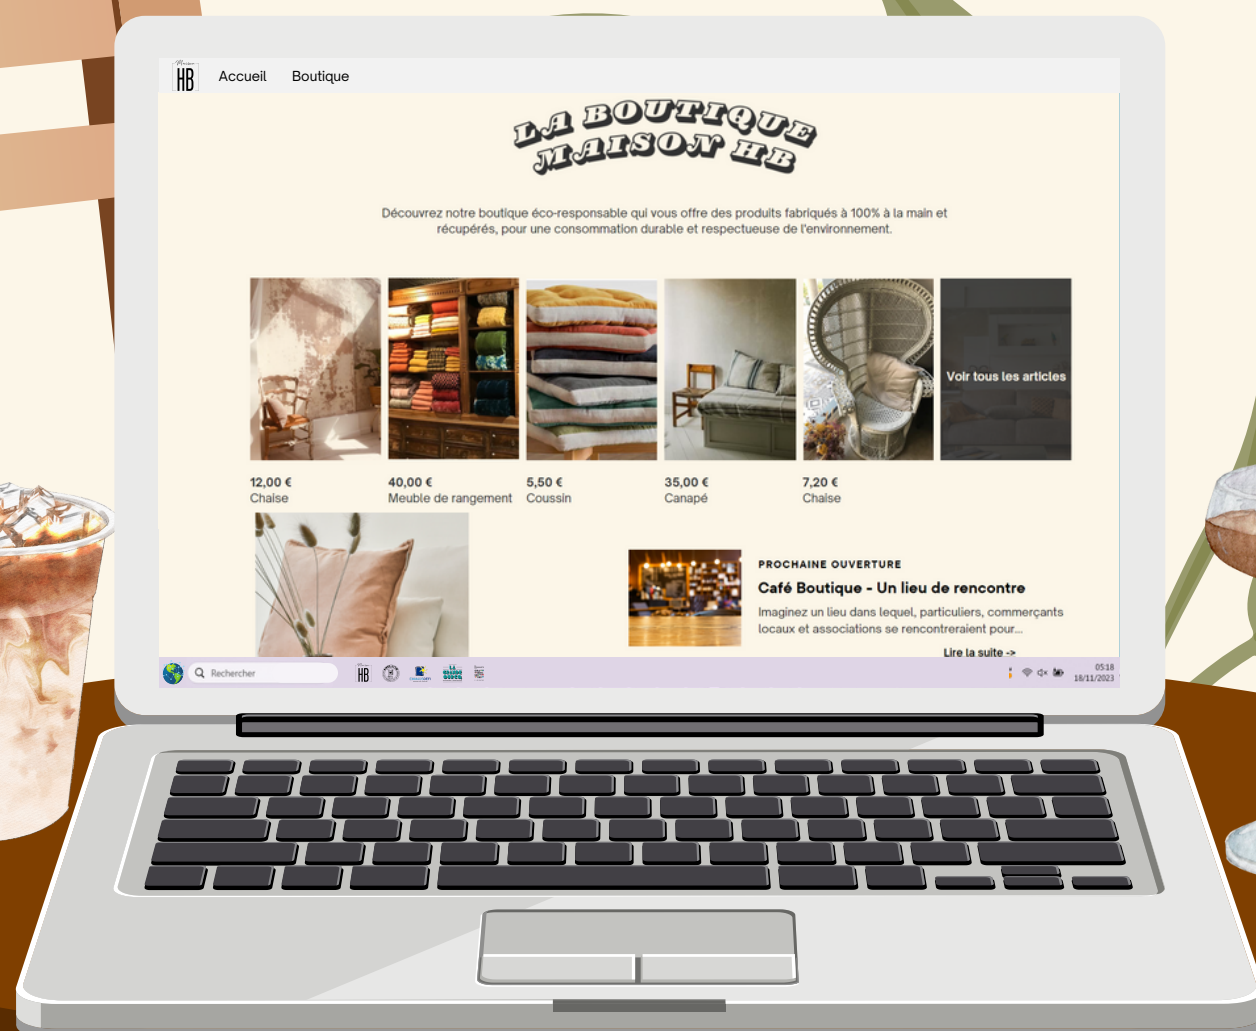 Maison
HB
Accueil Boutique
LA BOUTIQUE
MAISON HB
Découvrez notre boutique éco-responsable qui vous offre des produits fabriqués à 100% à la main et
récupérés, pour une consommation durable et respectueuse de l'environnement.
Voir tous les articles
12,00 € 40,00 € 5,50 € 35,00 € 7,20 €
Chaise Meuble de rangement Coussin Canapé Chaise
PROCHAINE OUVERTURE
Café Boutique - Un lieu de rencontre
Imaginez un lieu dans lequel, particuliers, commerçants
locaux et associations se rencontreraient pour...
Lire la suite ->
Rechercher
HB
05:18
18/11/2023